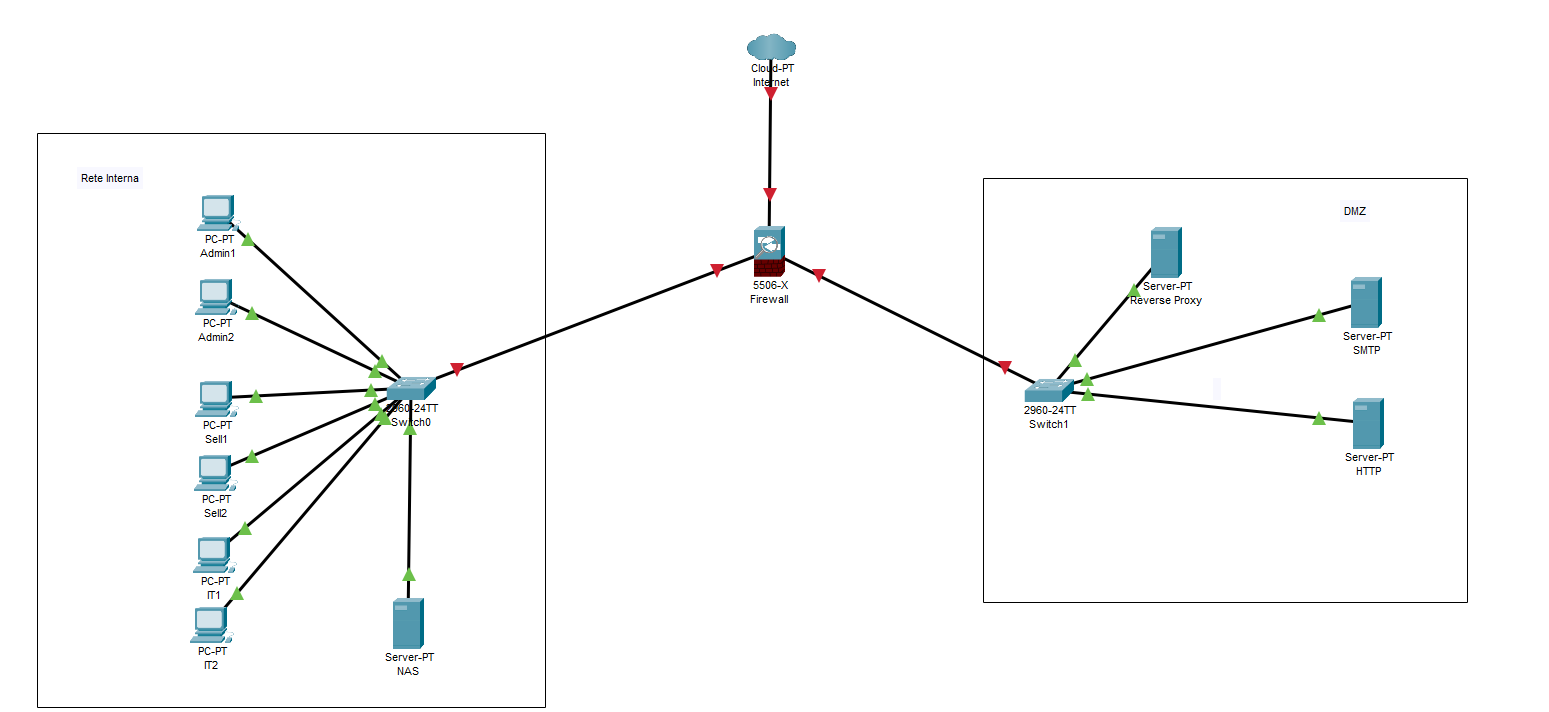 Cloud-PT
Internet
Rete Interna
PC-PT
Admin1
PC-PT
Admin2
PC-PT
Sell1
PC-PT
Sell2
PC-PT
IT1
PC-PT
IT2
2960-24TT
Switch0
Server-PT
NAS
5506-X
Firewall
DMZ
Server-PT
Reverse Proxy
Server-PT
SMTP
2960-24TT
Switch1
Server-PT
HTTP